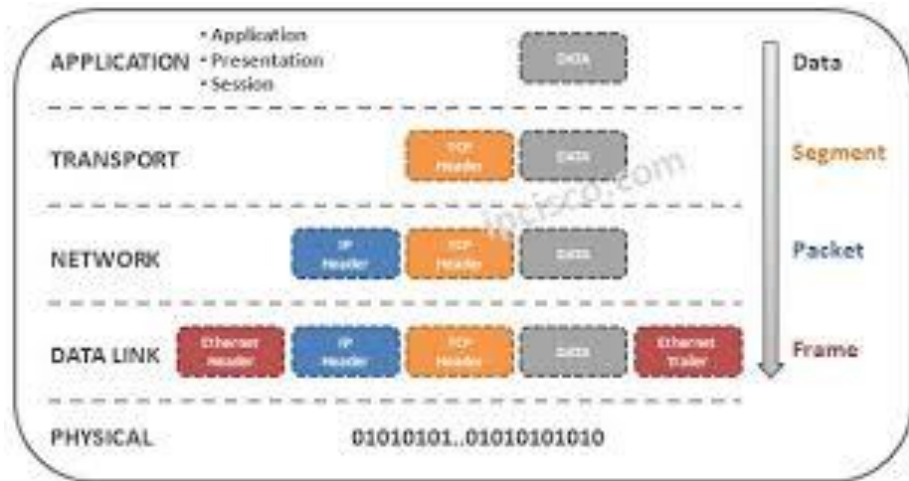 • Application
APPLICATION • Presentation DATA Data
• Session
TRANSPORT TCP Header DATA Segment
ipcisco.com
NETWORK IP Header TCP Header DATA Packet
DATA LINK Ethernet Header IP Header TCP Header DATA Ethernet Trailer Frame
PHYSICAL 01010101..01010101010